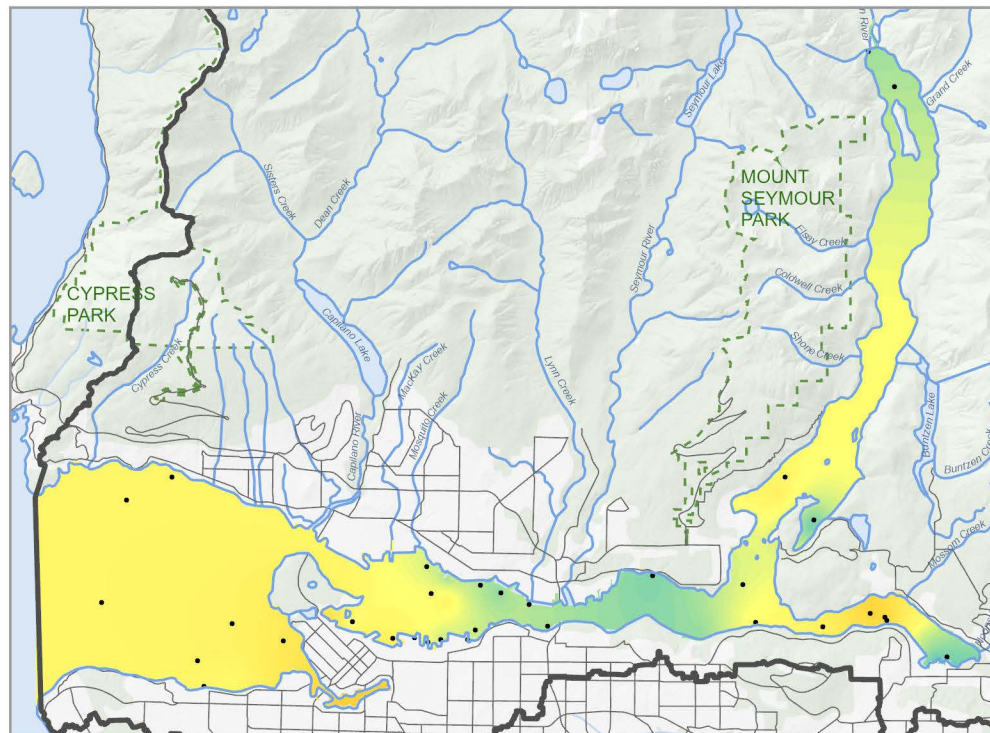 n River
Grand Creek
Seymour Lake
MOUNT
SEYMOUR
PARK
Sisters Creek
Dean Creek
Elsay Creek
Seymour River
Coldwell Creek
CYPRESS
PARK
Capilano Lake
Cypress Creek
MacKay Creek
Lynn Creek
Shone Creek
Mosquito Creek
Capilano River
Buntzen Lake
Buntzen Creek
Mossom Creek